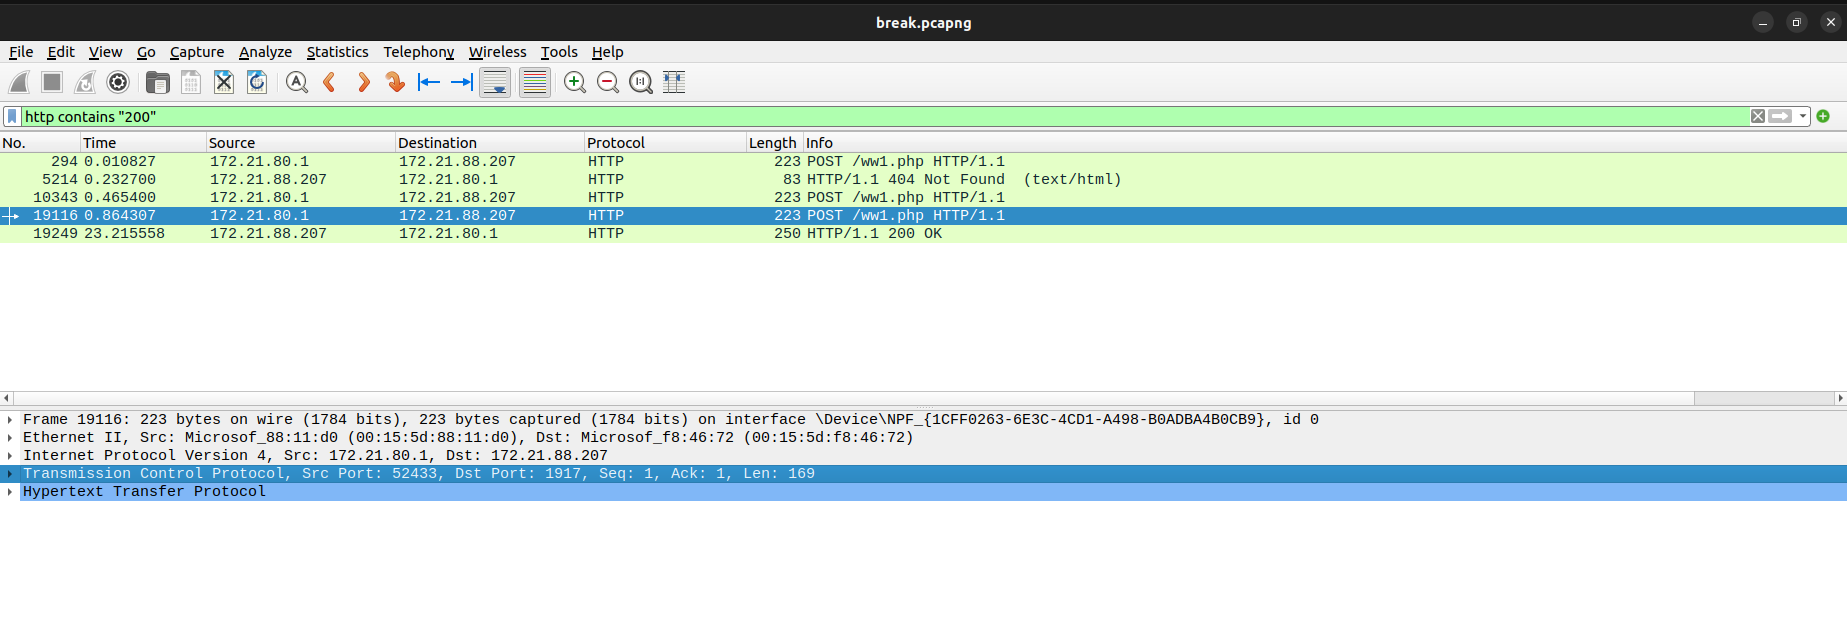 break.pcapng
File Edit View Go Capture Analyze Statistics Telephony Wireless Tools Help
http contains "200"
No. Time Source Destination Protocol Length Info
294 0.010827 172.21.80.1 172.21.88.207 HTTP 223 POST /ww1.php HTTP/1.1
5214 0.232700 172.21.88.207 172.21.80.1 HTTP 83 HTTP/1.1 404 Not Found (text/html)
10343 0.465400 172.21.80.1 172.21.88.207 HTTP 223 POST /ww1.php HTTP/1.1
19116 0.864307 172.21.80.1 172.21.88.207 HTTP 223 POST /ww1.php HTTP/1.1
19249 23.215558 172.21.88.207 172.21.80.1 HTTP 250 HTTP/1.1 200 OK
Frame 19116: 223 bytes on wire (1784 bits), 223 bytes captured (1784 bits) on interface \Device\NPF_{1CFF0263-6E3C-4CD1-A498-B0ADBA4B0CB9}, id 0
Ethernet II, Src: Microsof_88:11:d0 (00:15:5d:88:11:d0), Dst: Microsof_f8:46:72 (00:15:5d:f8:46:72)
Internet Protocol Version 4, Src: 172.21.80.1, Dst: 172.21.88.207
Transmission Control Protocol, Src Port: 52433, Dst Port: 1917, Seq: 1, Ack: 1, Len: 169
Hypertext Transfer Protocol